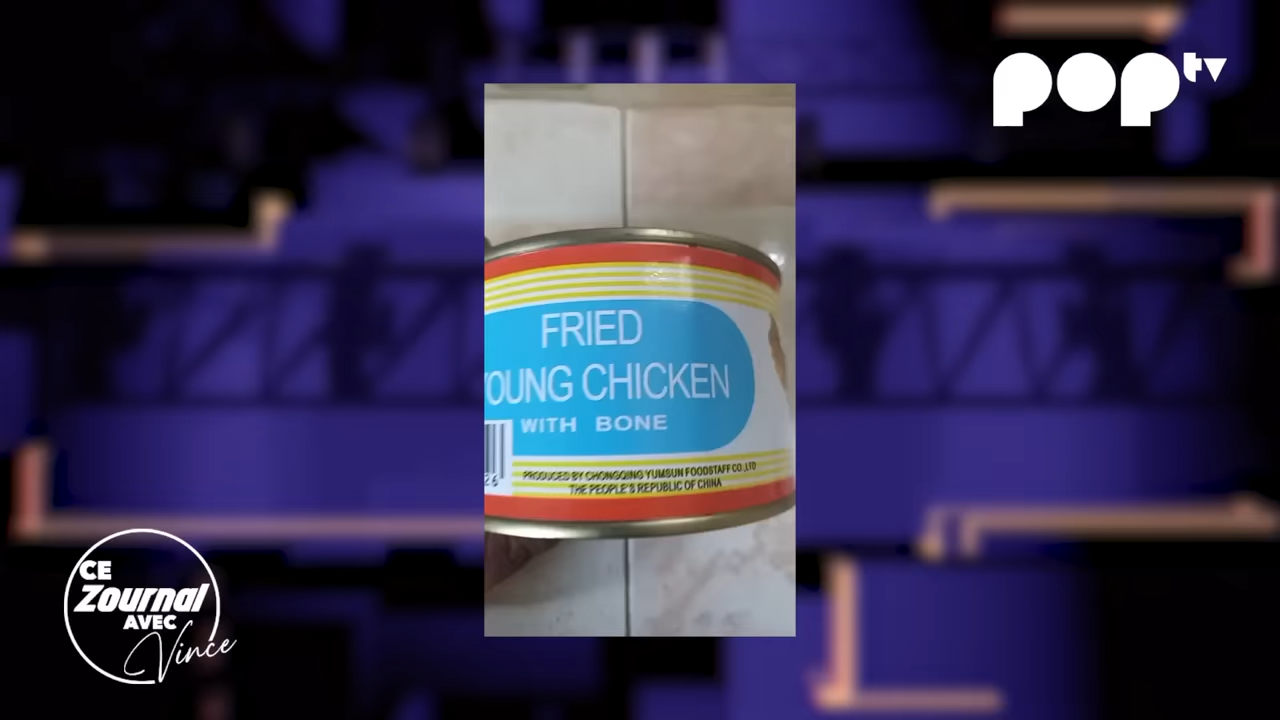 POP tv
FRIED
YOUNG CHICKEN
WITH BONE
26
PRODUCED BY CHONGQING YUMSUN FOODSTAFF CO.,LTD
THE PEOPLE'S REPUBLIC OF CHINA
CE
Zournal
AVEC
Vince